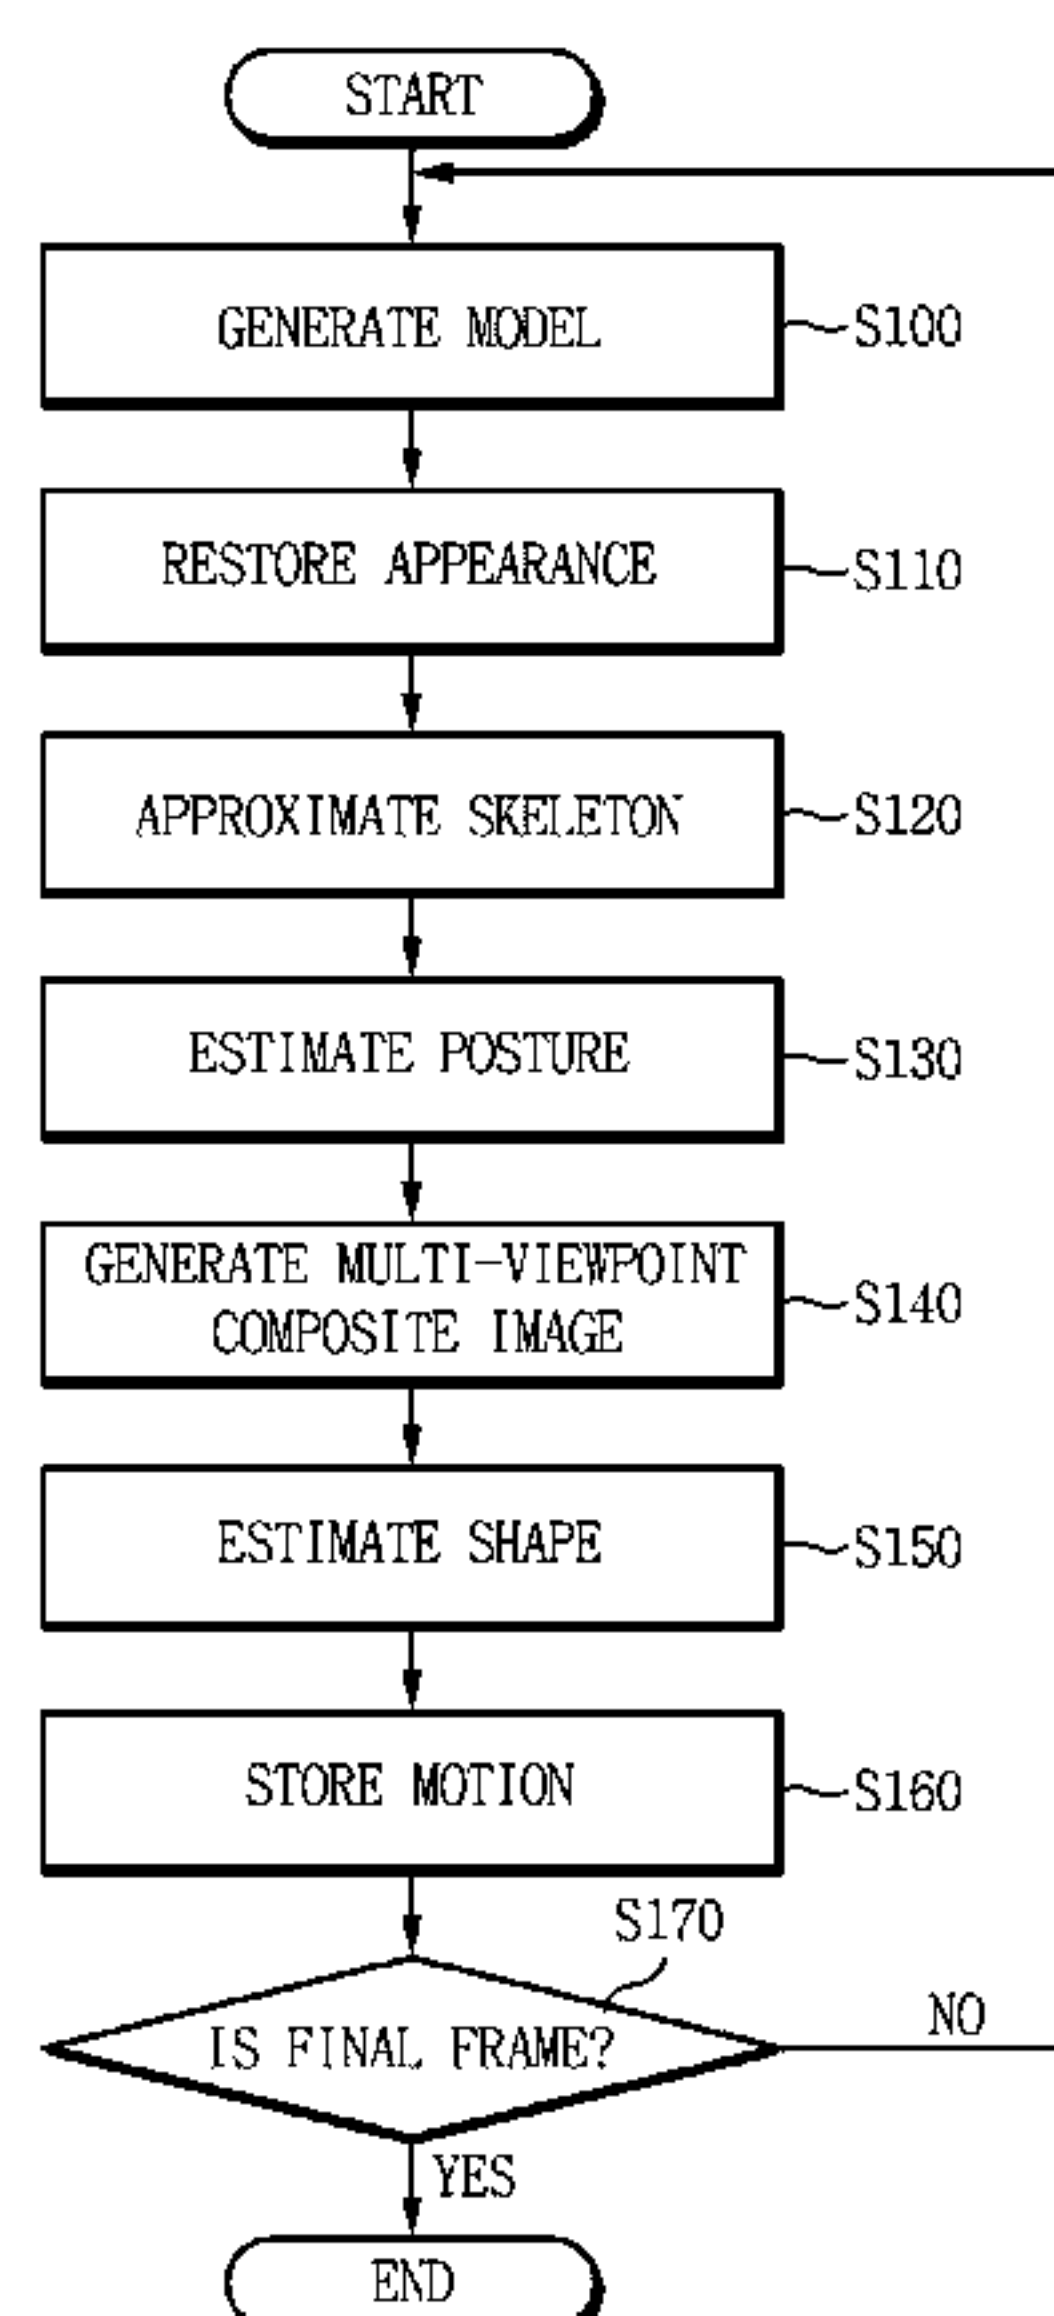 START
GENERATE MODEL
S100
RESTORE APPEARANCE
S110
APPROXIMATE SKELETON
S120
ESTIMATE POSTURE
S130
GENERATE MULTI-VIEWPOINT
COMPOSITE IMAGE
S140
ESTIMATE SHAPE
S150
STORE MOTION
S160
S170
IS FINAL FRAME?
NO
YES
END